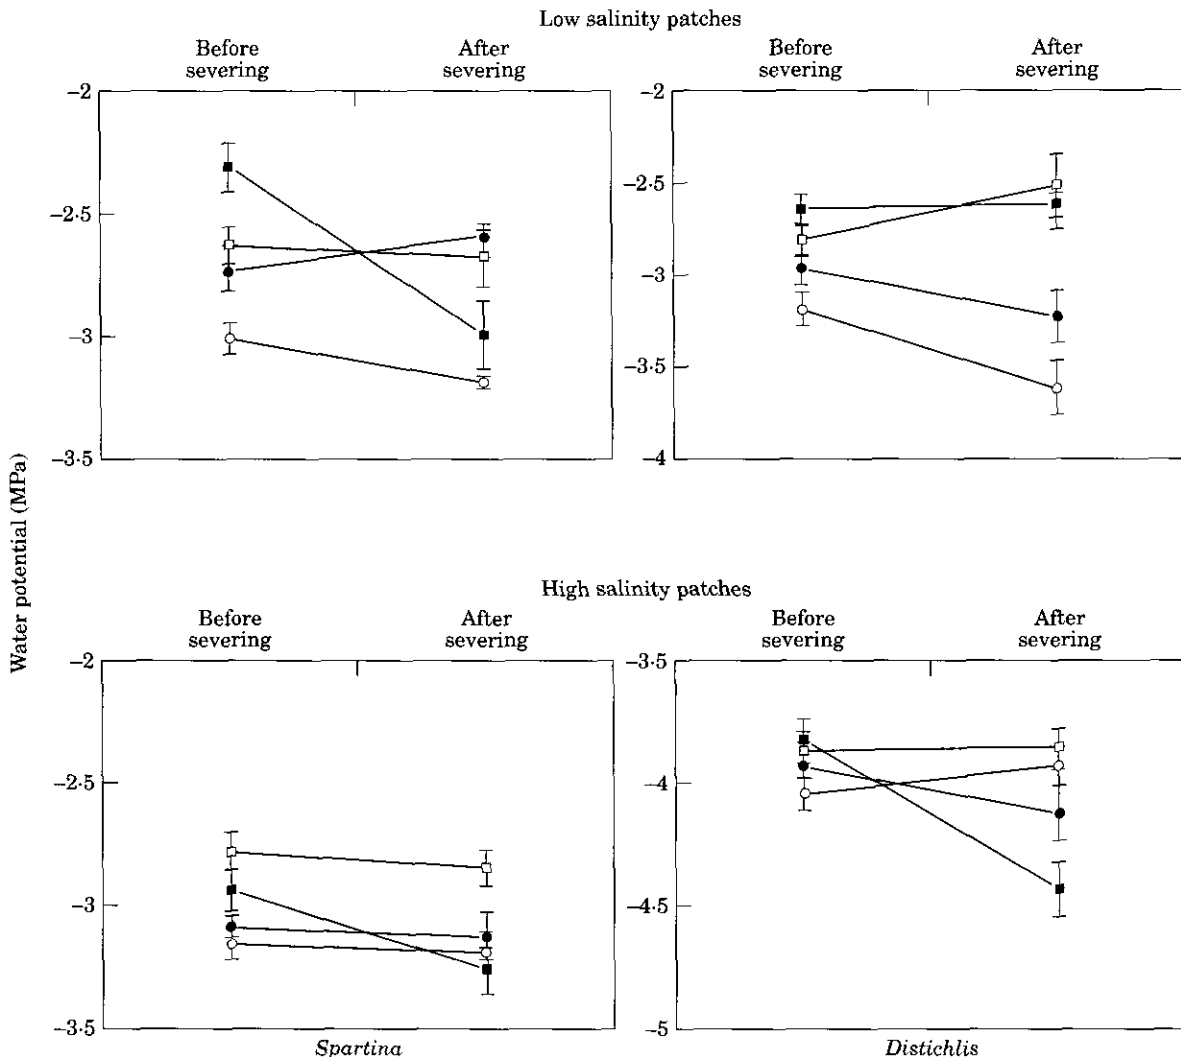 Low salinity patches
Before severing
After severing
Before severing
After severing
−2
−2·5
−3
−3·5
−2
−2·5
−3
−3·5
−4
Water potential (MPa)
High salinity patches
Before severing
After severing
Before severing
After severing
−2
−2·5
−3
−3·5
−3·5
−4
−4·5
−5
Spartina
Distichlis